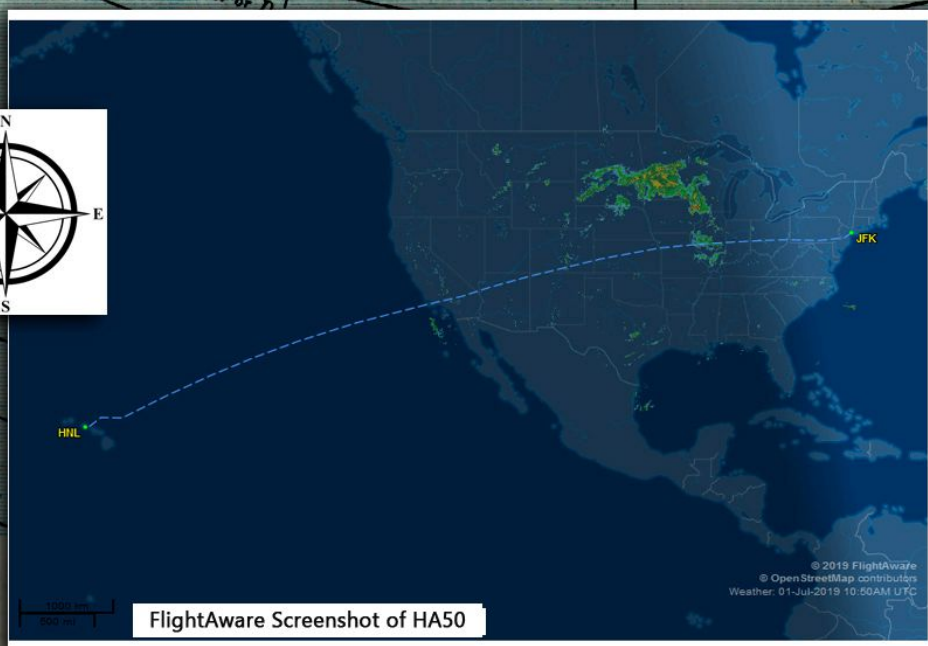 N
E
S
JFK
HNL
© 2019 FlightAware
© OpenStreetMap contributors
Weather: 01-Jul-2019 10:50AM UTC
1000 km
500 mi
FlightAware Screenshot of HA50